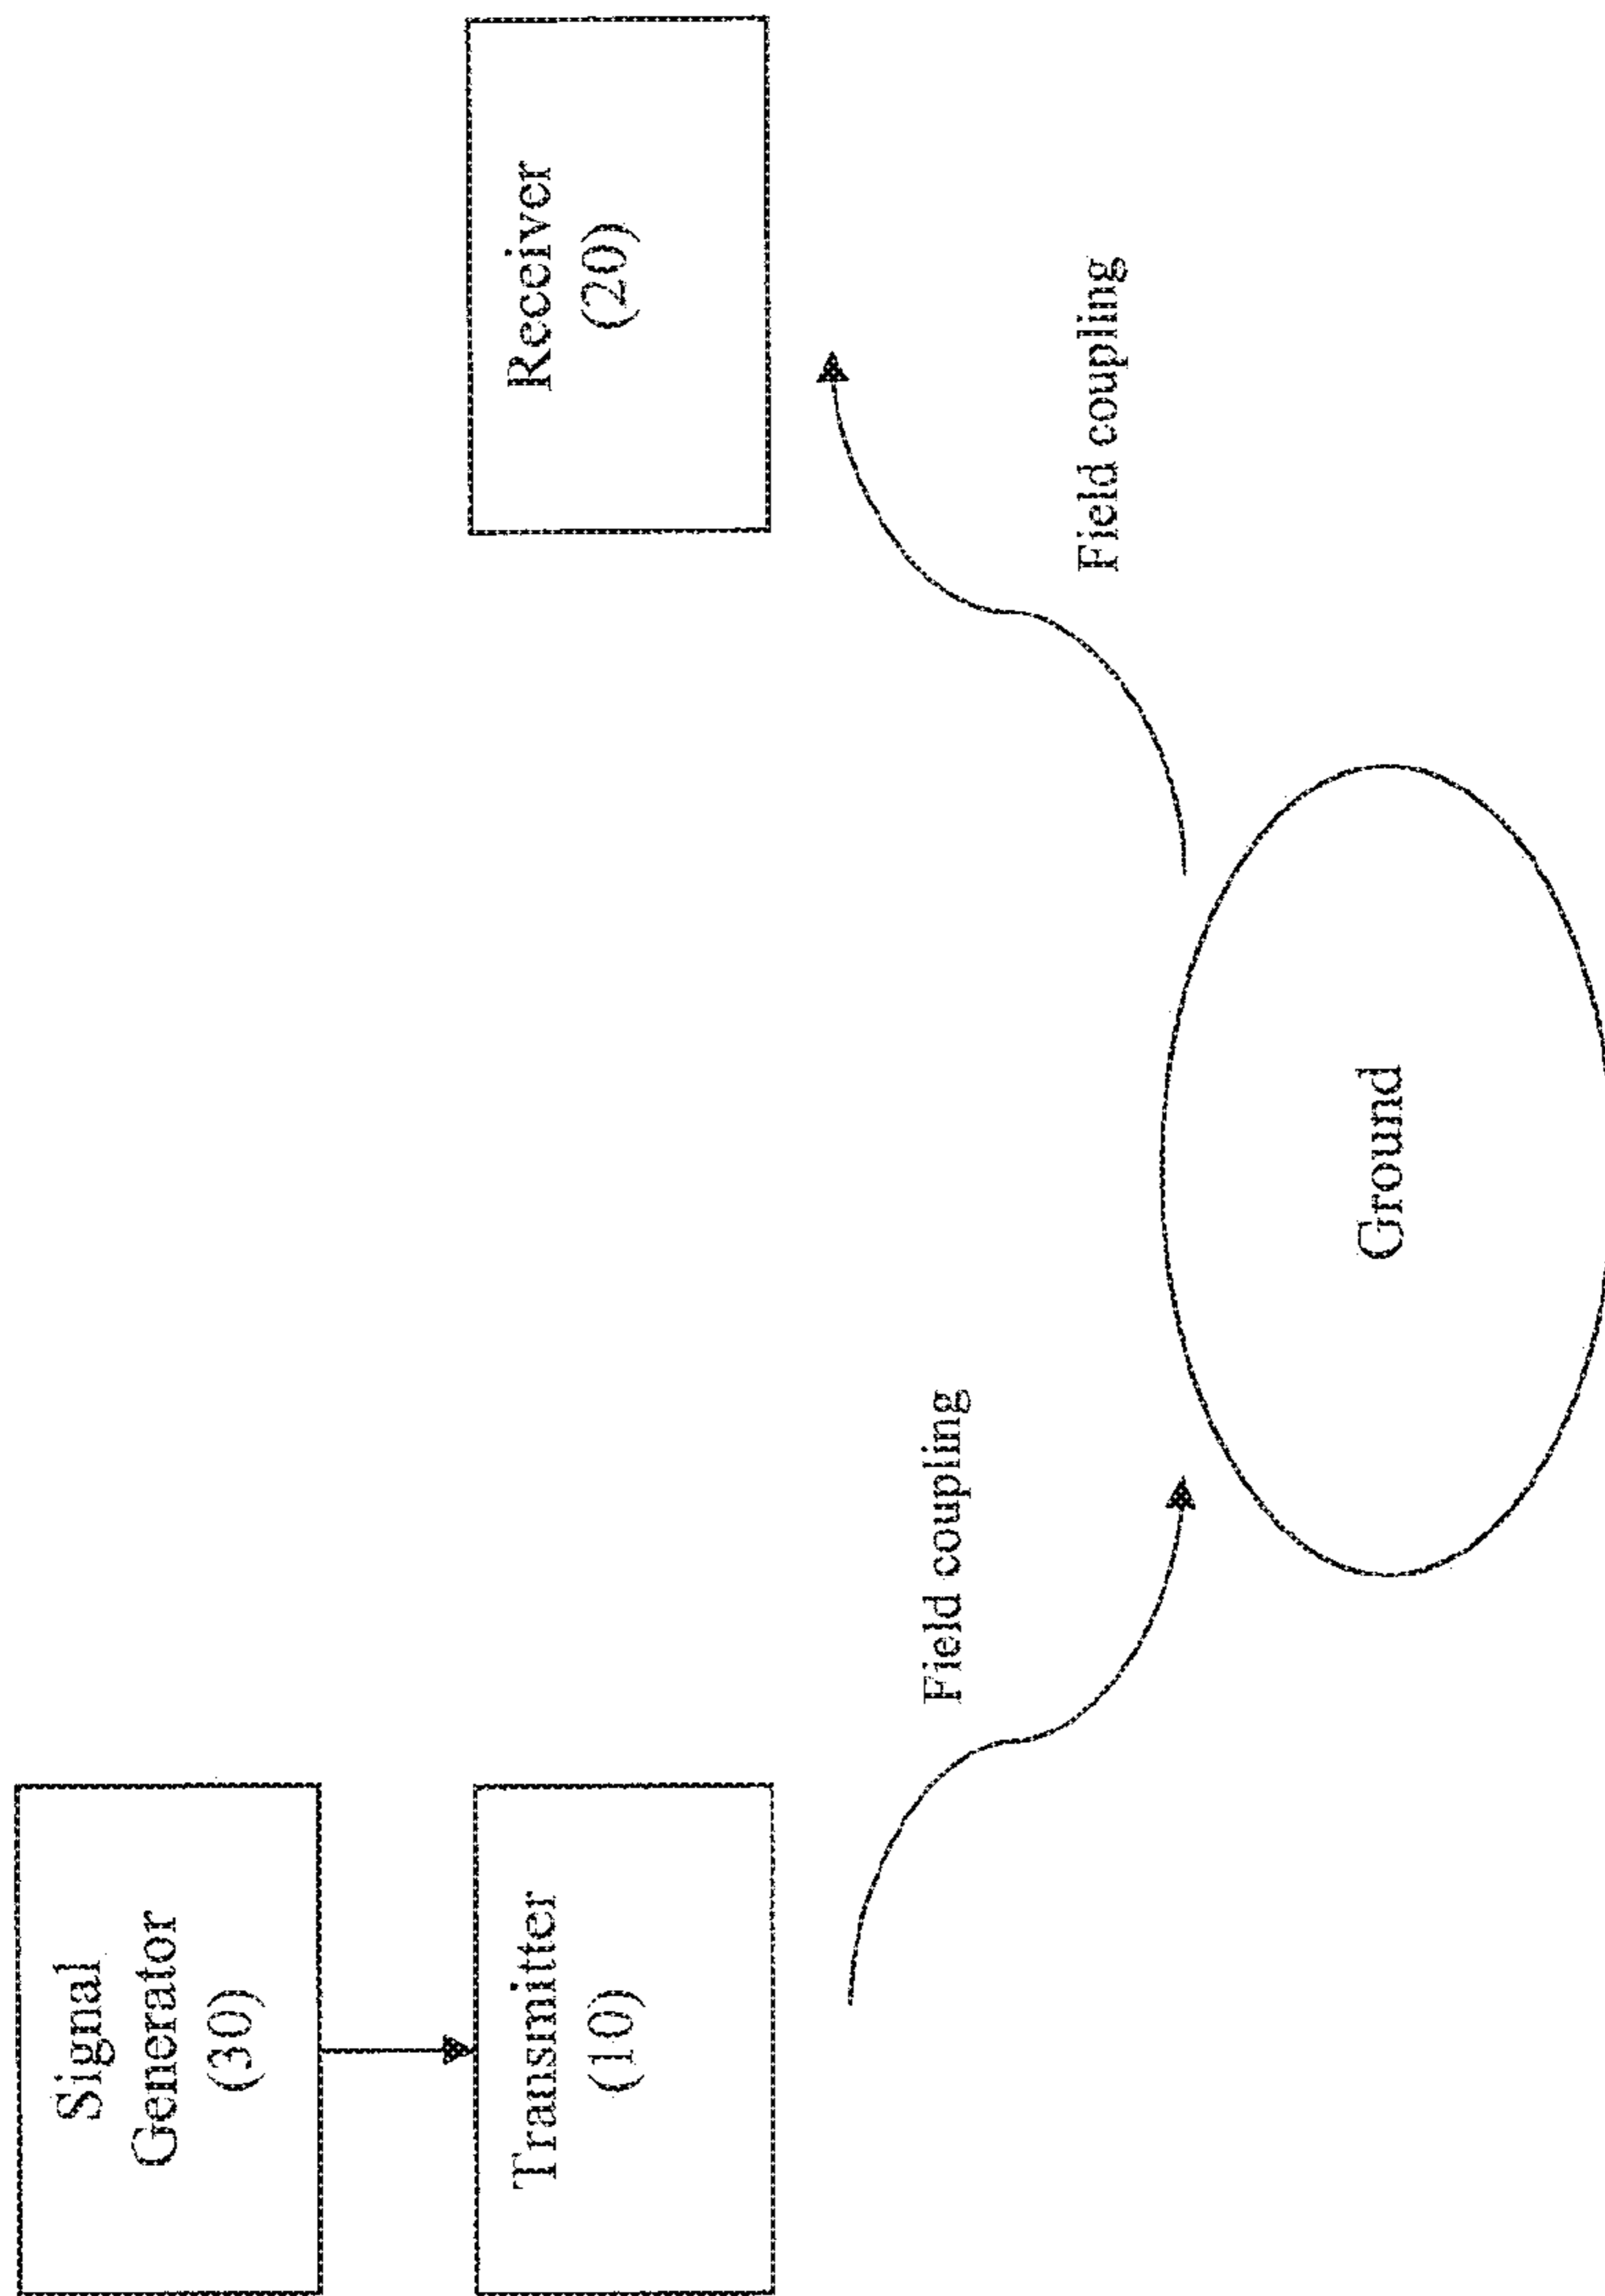 Signal
Generator
(30)
Transmitter
(10)
Receiver
(20)
Field coupling
Field coupling
Ground